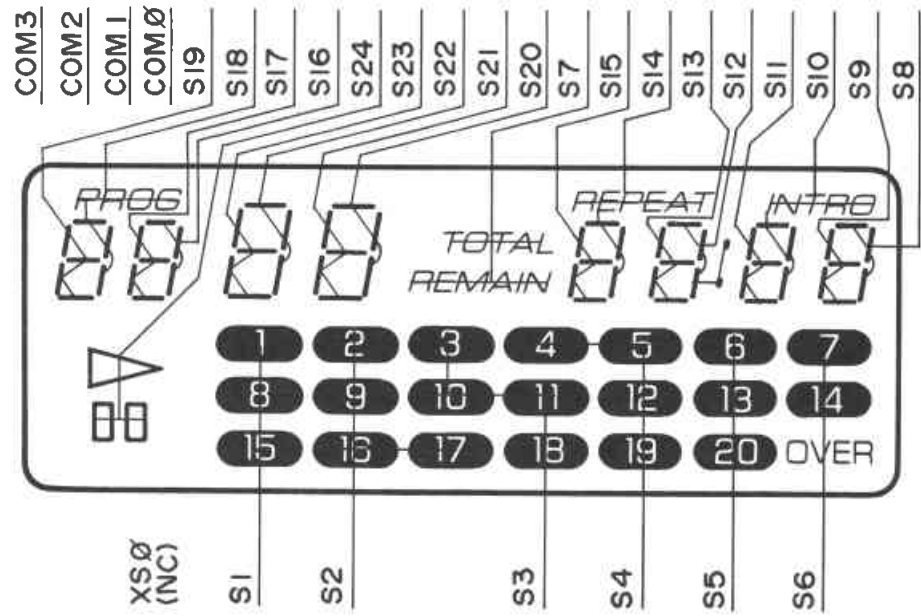 COM3
COM2
COM1
COMØ
S19
S18
S17
S16
S24
S23
S22
S21
S20
S7
S15
S14
S13
S12
S11
S10
S9
S8
PROG REPEAT INTRO
TOTAL
REMAIN
1 2 3 4 5 6 7
8 9 10 11 12 13 14
15 16 17 18 19 20 OVER
XSØ
(NC)
S1
S2
S3
S4
S5
S6